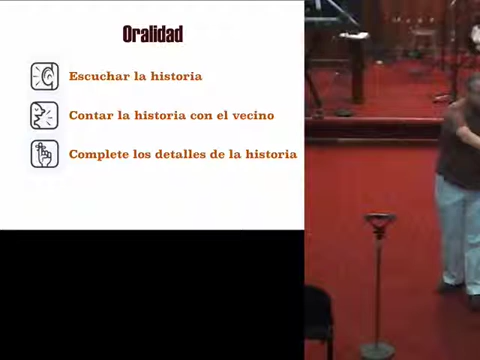 Oralidad
Escuchar la historia
Contar la historia con el vecino
Complete los detalles de la historia